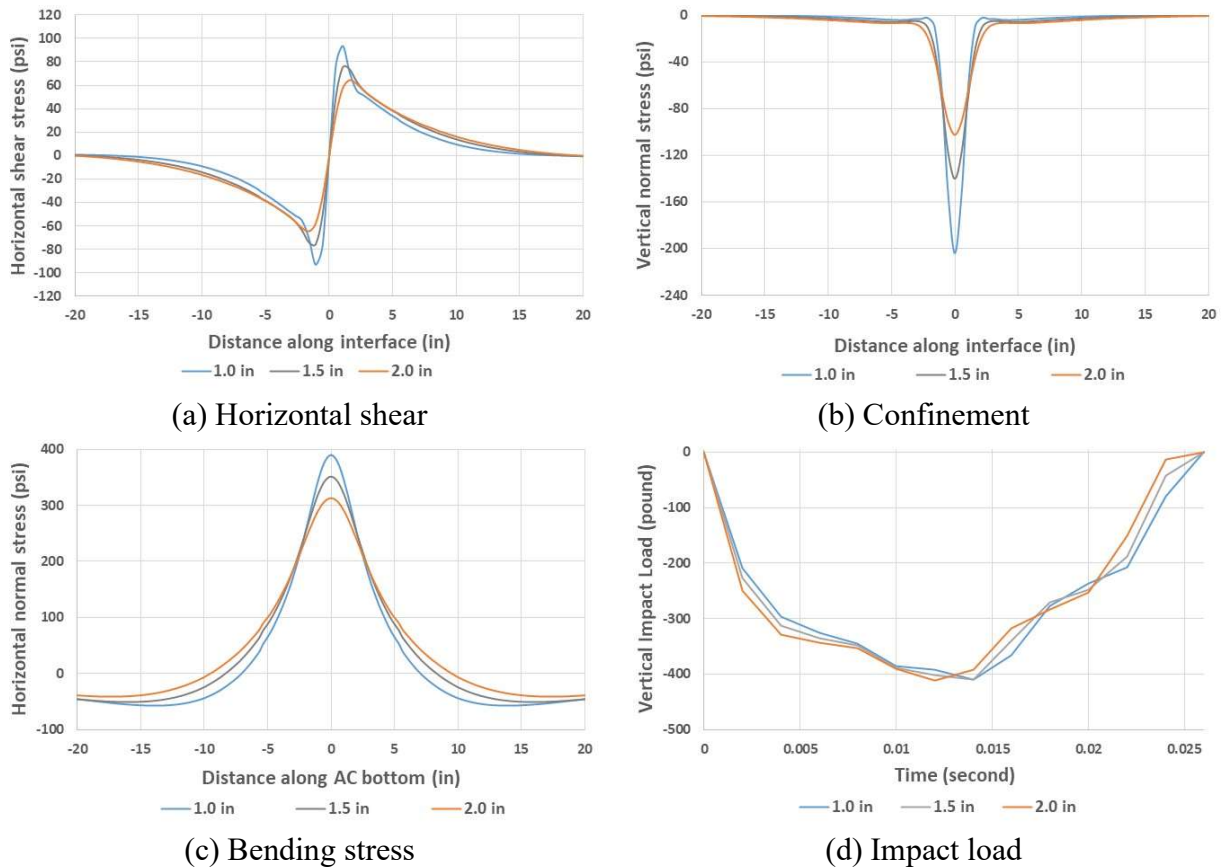 120
100
80
60
40
20
0
-20
-40
-60
-80
-100
-120
Horizontal shear stress (psi)
-20 -15 -10 -5 0 5 10 15 20
Distance along interface (in)
1.0 in 1.5 in 2.0 in
(a) Horizontal shear
0
-40
-80
-120
-160
-200
-240
Vertical normal stress (psi)
-20 -15 -10 -5 0 5 10 15 20
Distance along interface (in)
1.0 in 1.5 in 2.0 in
(b) Confinement
400
300
200
100
0
-100
Horizontal normal stress (psi)
-20 -15 -10 -5 0 5 10 15 20
Distance along AC bottom (in)
1.0 in 1.5 in 2.0 in
(c) Bending stress
0
-100
-200
-300
-400
-500
Vertical Impact Load (pound)
0 0.005 0.01 0.015 0.02 0.025
Time (second)
1.0 in 1.5 in 2.0 in
(d) Impact load